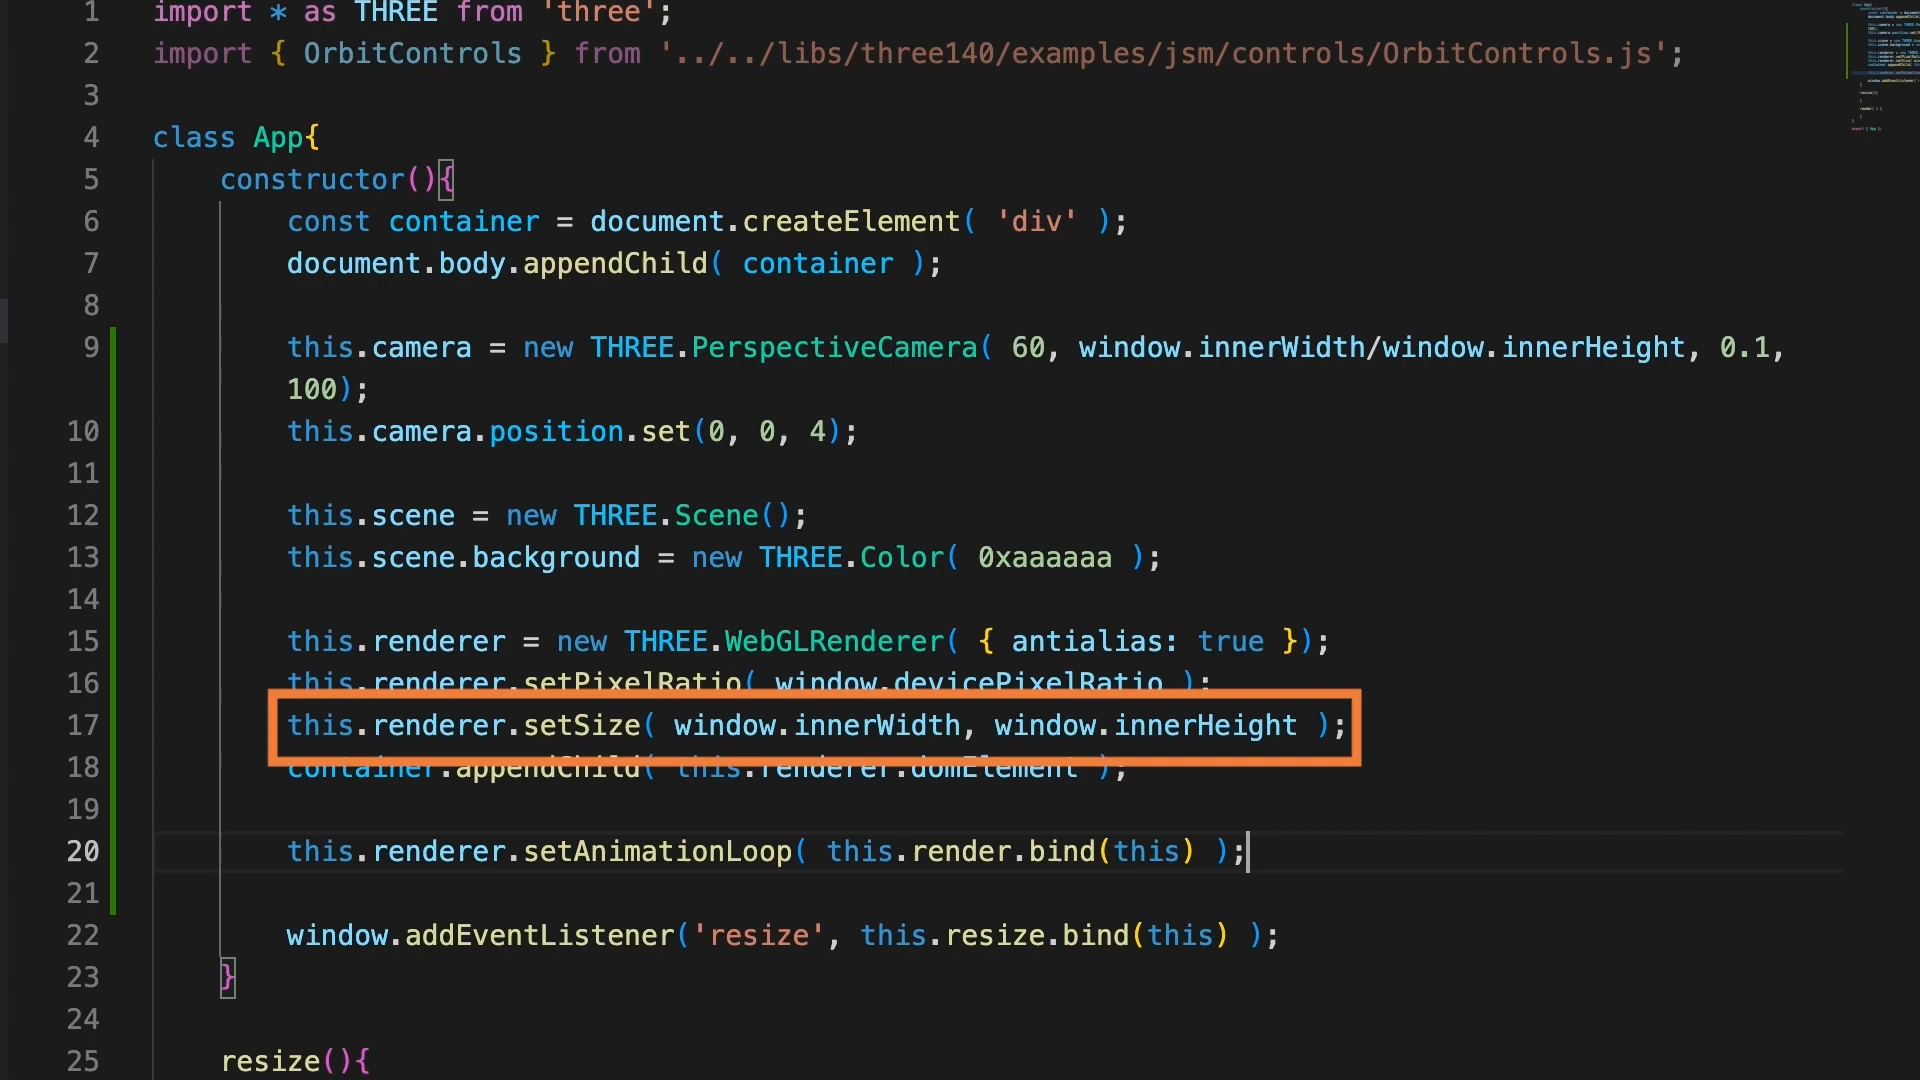 1 import * as THREE from 'three';
2 import { OrbitControls } from '../../libs/three140/examples/jsm/controls/OrbitControls.js';
3
4 class App{
5 constructor(){
6 const container = document.createElement( 'div' );
7 document.body.appendChild( container );
8
9 this.camera = new THREE.PerspectiveCamera( 60, window.innerWidth/window.innerHeight, 0.1,
100);
10 this.camera.position.set(0, 0, 4);
11
12 this.scene = new THREE.Scene();
13 this.scene.background = new THREE.Color( 0xaaaaaa );
14
15 this.renderer = new THREE.WebGLRenderer( { antialias: true });
16 this.renderer.setPixelRatio( window.devicePixelRatio );
17 this.renderer.setSize( window.innerWidth, window.innerHeight );
18 container.appendChild( this.renderer.domElement );
19
20 this.renderer.setAnimationLoop( this.render.bind(this) );
21
22 window.addEventListener('resize', this.resize.bind(this) );
23 }
24
25 resize(){